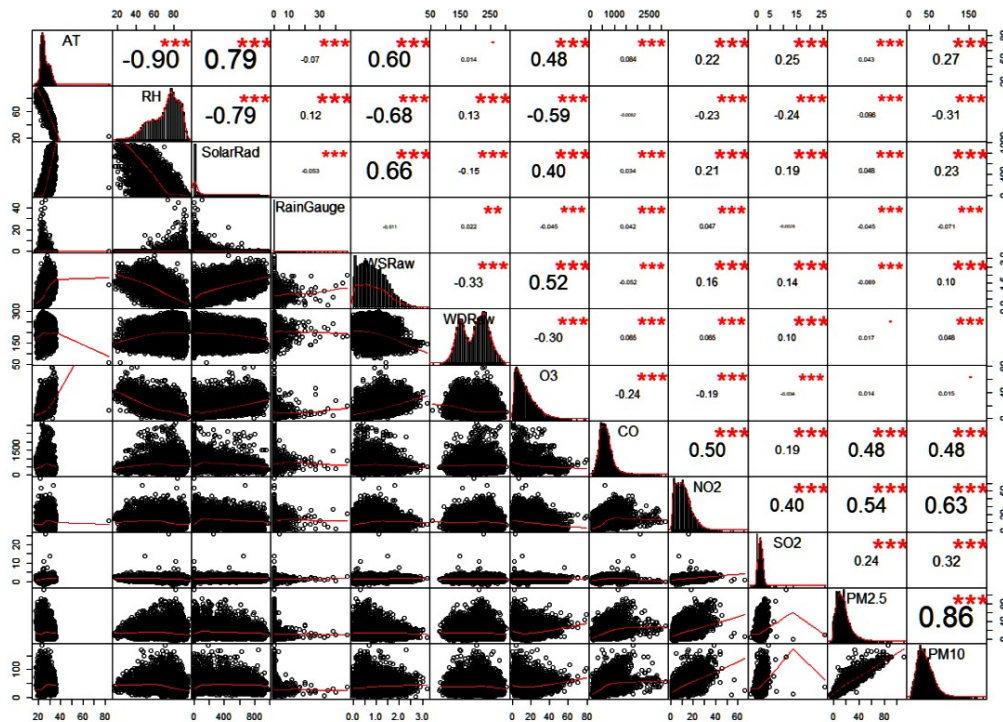 20 40 60 80 0 10 30 50 150 250 0 1000 2500 0 5 15 25 0 50 150
AT -0.90 *** 0.79 *** -0.07 *** 0.60 *** 0.014 . 0.48 *** 0.084 *** 0.22 *** 0.25 *** 0.043 *** 0.27 ***
RH -0.79 *** 0.12 *** -0.68 *** 0.13 *** -0.59 *** -0.23 *** -0.24 *** *** -0.31 ***
20 60
SolarRad -0.053 *** 0.66 *** -0.15 *** 0.40 *** 0.034 *** 0.21 *** 0.19 *** 0.048 *** 0.23 ***
0 20 40
RainGauge -0.011 0.022 ** -0.045 *** 0.042 *** 0.047 *** -0.045 *** -0.071 ***
WSRaw -0.33 *** 0.52 *** -0.052 *** 0.16 *** 0.14 *** *** 0.10 ***
50 150 300
WDRaw -0.30 *** 0.065 *** 0.065 *** 0.10 *** 0.017 . 0.048 ***
O3 -0.24 *** -0.19 *** -0.034 *** 0.014 0.015 .
0 1500
CO 0.50 *** 0.19 *** 0.48 *** 0.48 ***
NO2 0.40 *** 0.54 *** 0.63 ***
0 10 20
SO2 0.24 *** 0.32 ***
PM2.5 0.86 ***
0 100
PM10
20 40 60 80 0 400 800 0.0 1.0 2.0 3.0 0 20 40 60 80 0 20 40 60 0 40 80